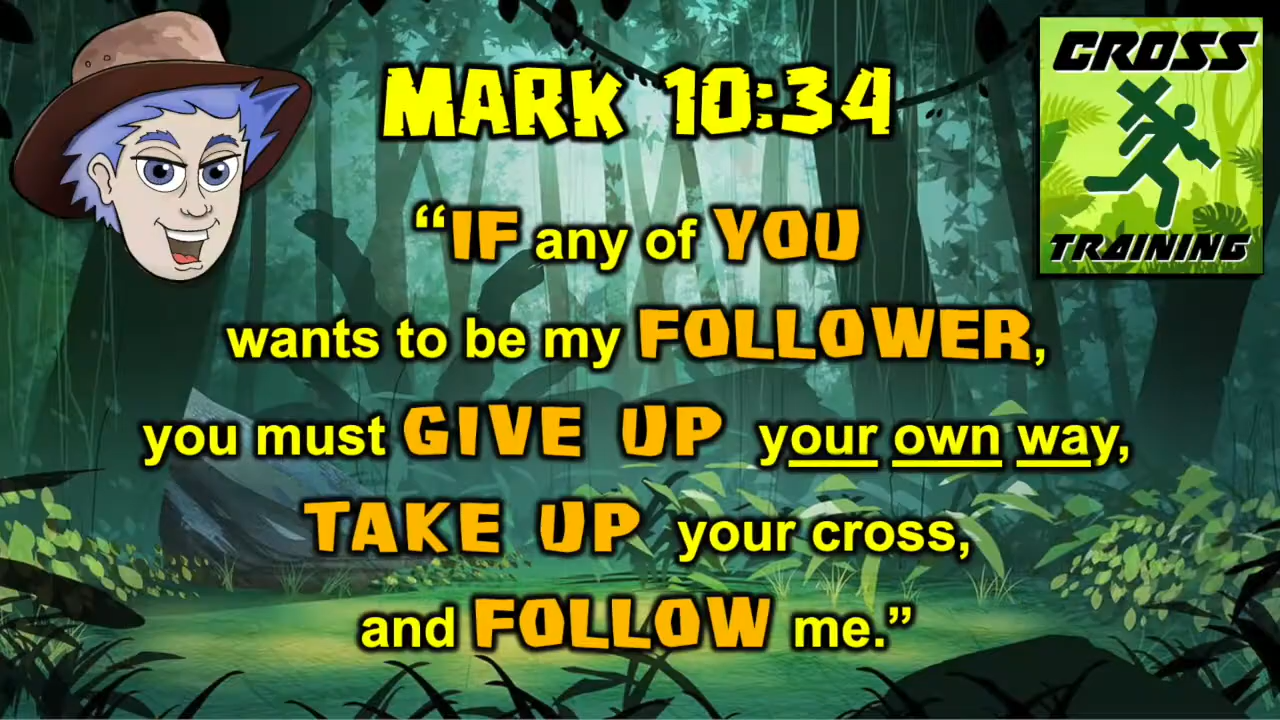 MARK 10:34
CROSS
TRAINING
“IF any of YOU
wants to be my FOLLOWER,
you must GIVE UP your own way,
TAKE UP your cross,
and FOLLOW me.”